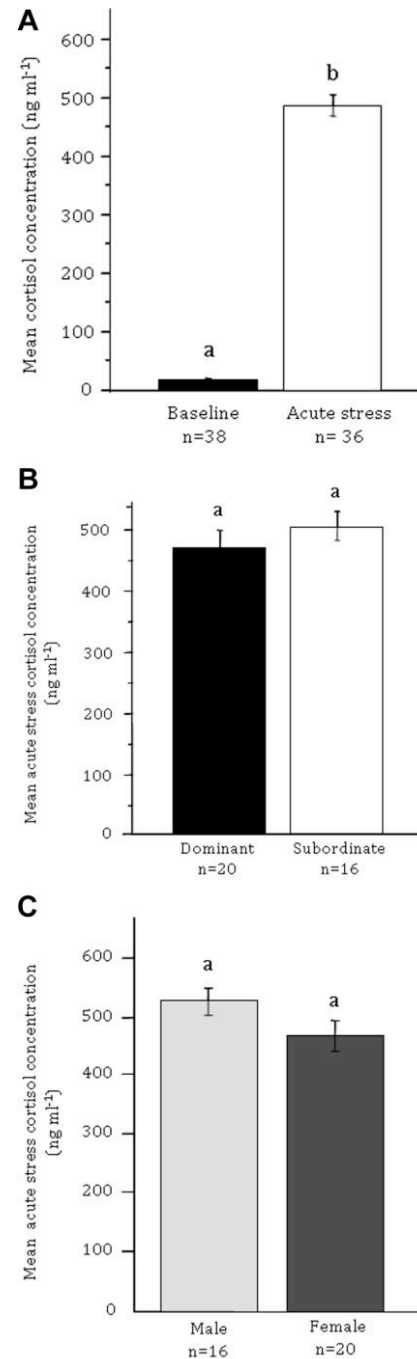 A
Mean cortisol concentration (ng ml-1)
600
500
400
300
200
100
0
a
b
Baseline
n=38
Acute stress
n= 36
B
Mean acute stress cortisol concentration
(ng ml-1)
500
400
300
200
100
0
a
a
Dominant
n=20
Subordinate
n=16
C
Mean acute stress cortisol concentration
(ng ml-1)
600
500
400
300
200
100
0
a
a
Male
n=16
Female
n=20